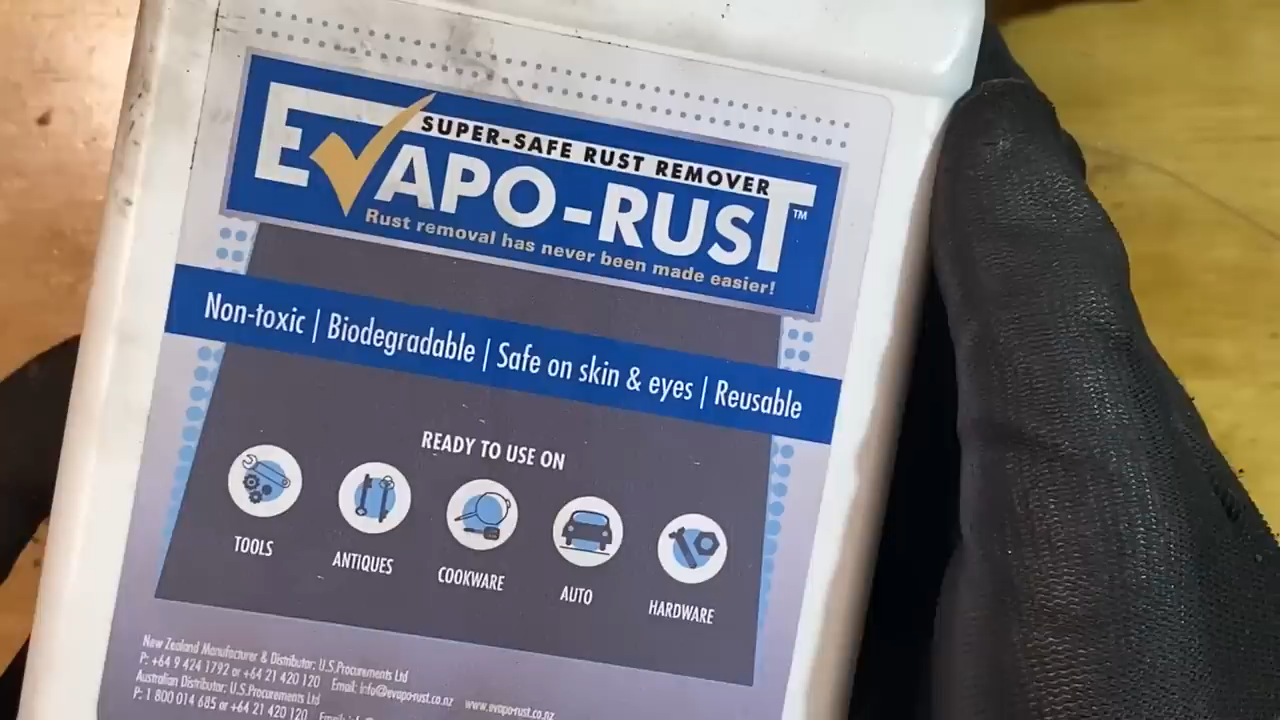 SUPER-SAFE RUST REMOVER
EVAPO-RUST™
Rust removal has never been made easier!
Non-toxic | Biodegradable | Safe on skin & eyes | Reusable
READY TO USE ON
TOOLS ANTIQUES COOKWARE AUTO HARDWARE
New Zealand Manufacturer & Distributor: U.S.Procurements Ltd
P: +64 9 424 1792 or +64 21 420 120 Email: info@evapo-rust.co.nz www.evapo-rust.co.nz
Australian Distributor: U.S.Procurements Ltd
P: 1 800 014 685 or +64 21 420 120 Email: